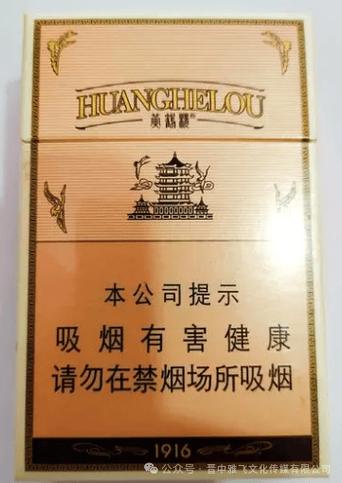 HUANGHELOU
黄鹤楼®
本公司提示
吸烟有害健康
请勿在禁烟场所吸烟
1916
公众号·晋中雅飞文化传媒有限公司